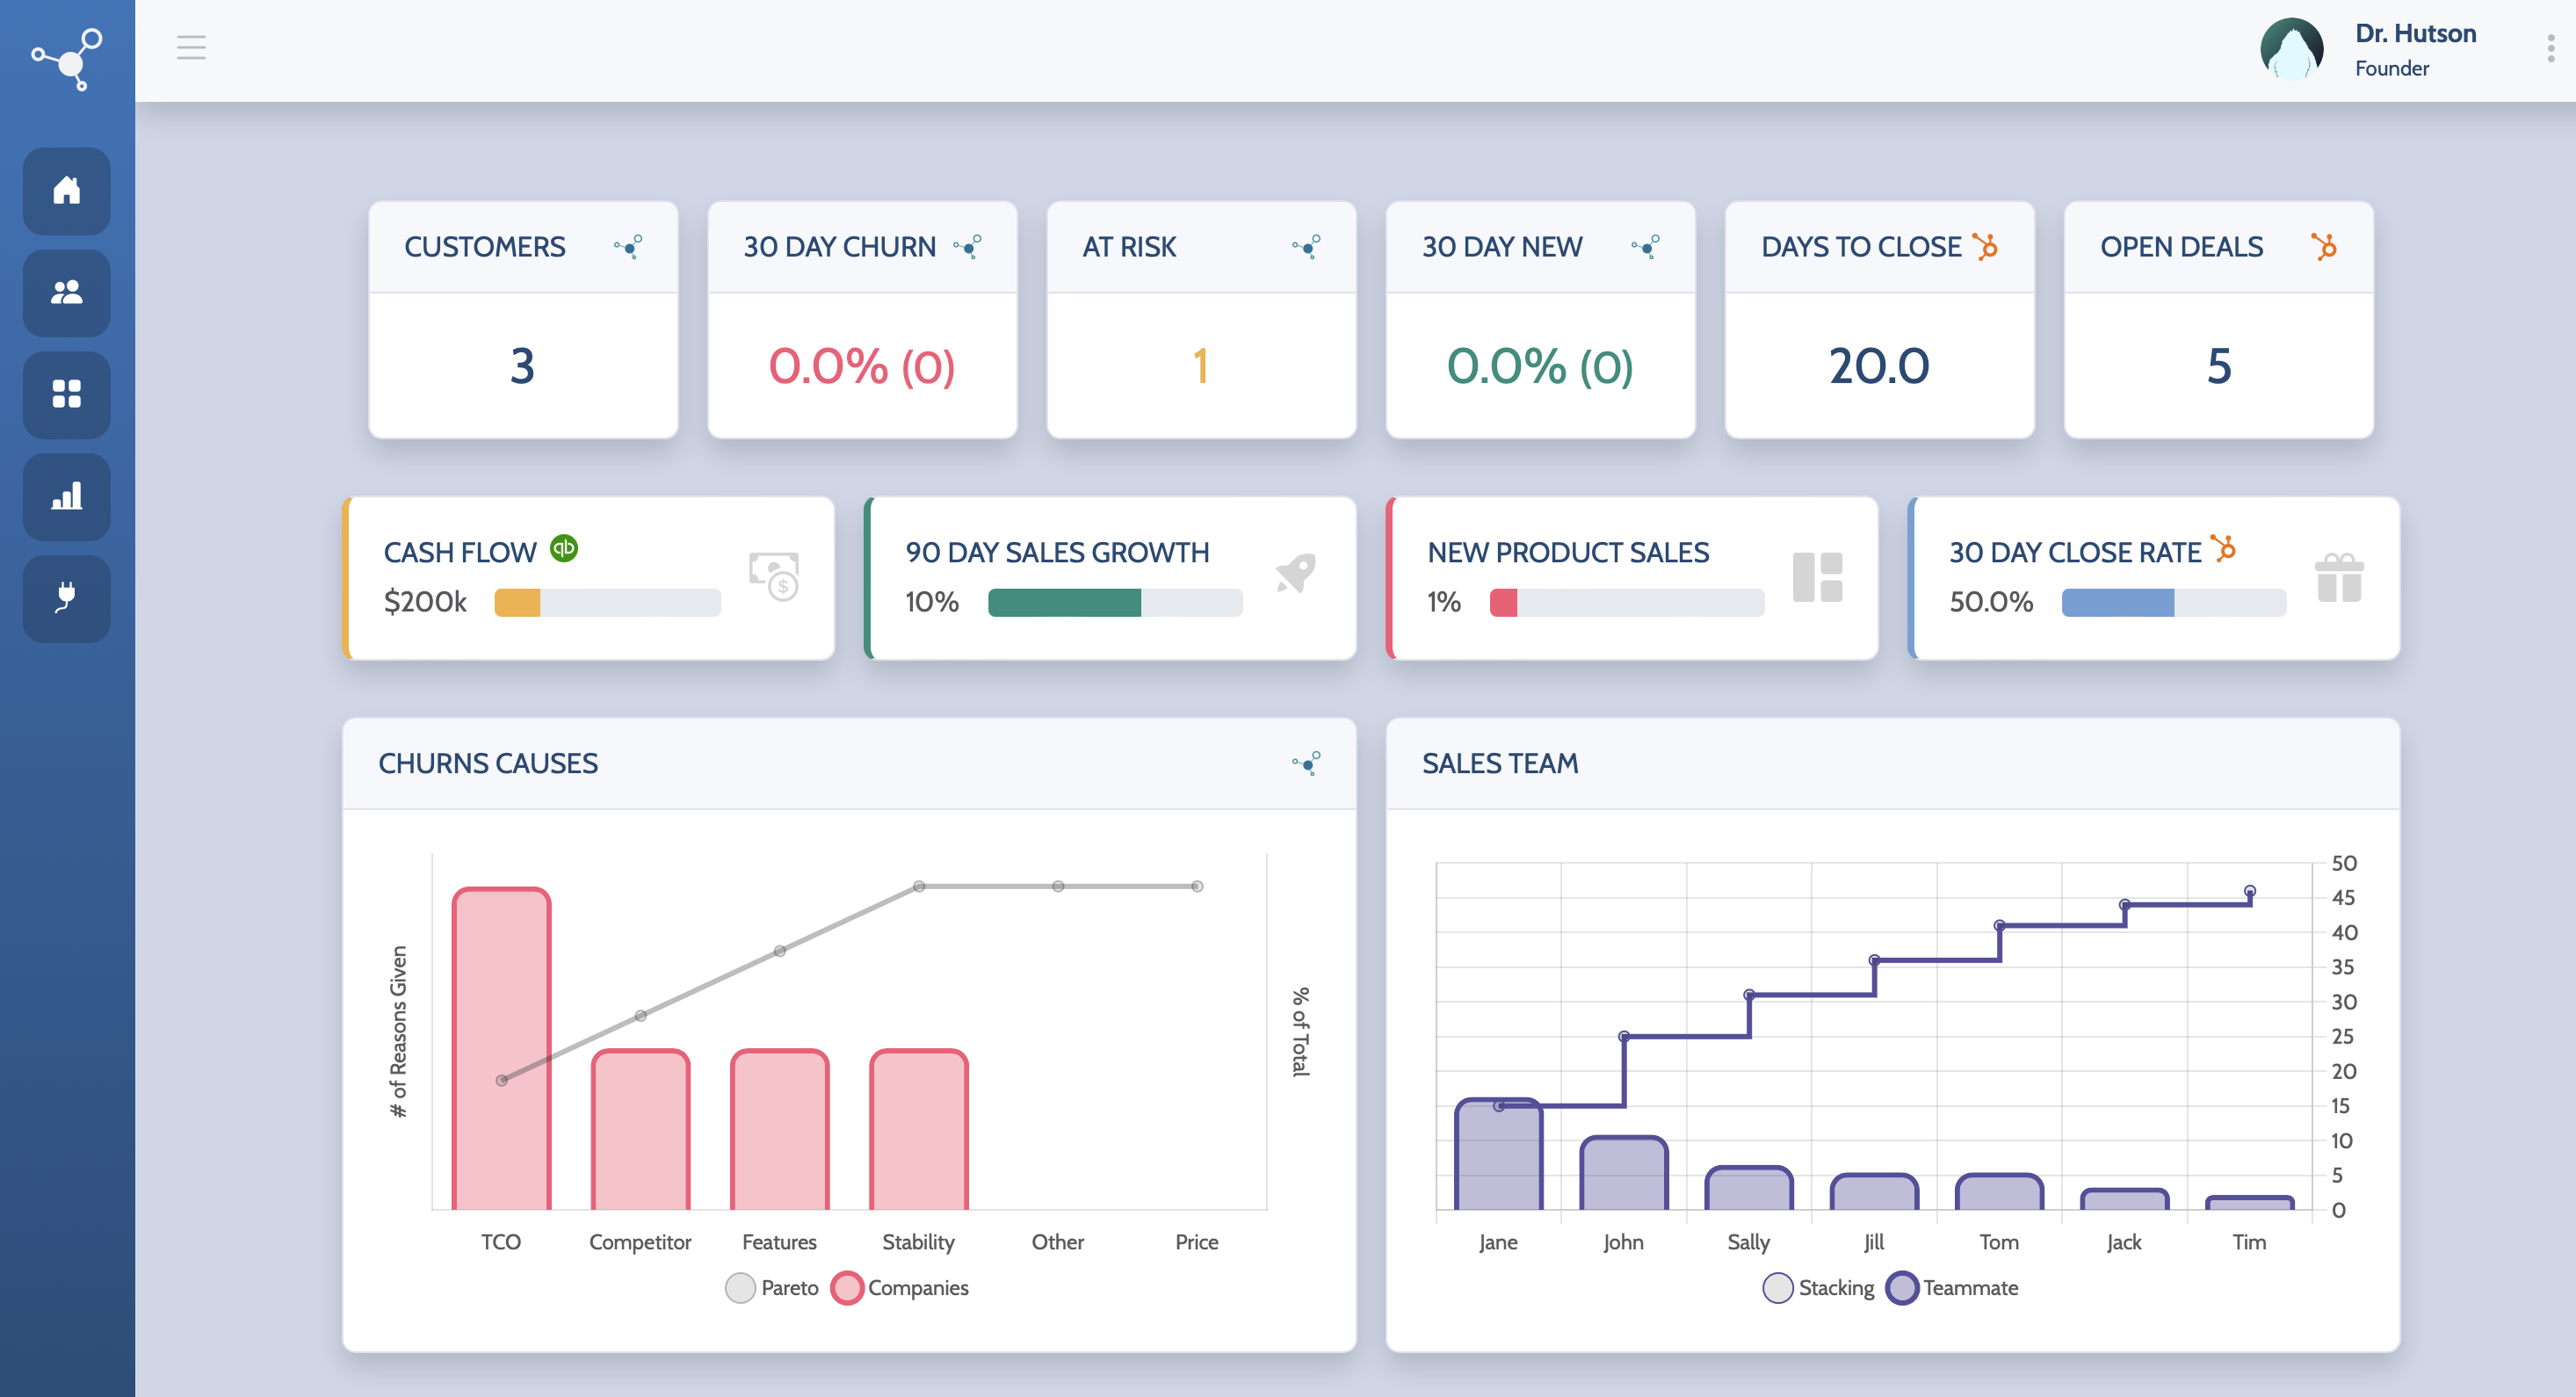 Dr. Hutson
Founder
CUSTOMERS
3
30 DAY CHURN
0.0% (0)
AT RISK
1
30 DAY NEW
0.0% (0)
DAYS TO CLOSE
20.0
OPEN DEALS
5
CASH FLOW qb
$200k
$
90 DAY SALES GROWTH
10%
NEW PRODUCT SALES
1%
30 DAY CLOSE RATE
50.0%
CHURNS CAUSES
# of Reasons Given
% of Total
TCO Competitor Features Stability Other Price
Pareto Companies
SALES TEAM
50
45
40
35
30
25
20
15
10
5
0
Jane John Sally Jill Tom Jack Tim
Stacking Teammate